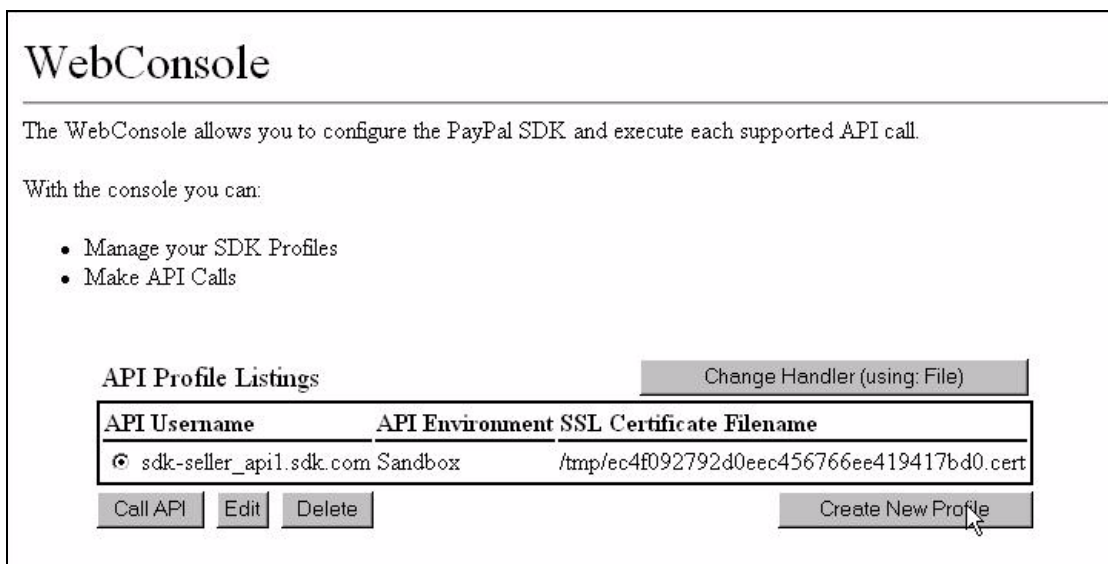 WebConsole
The WebConsole allows you to configure the PayPal SDK and execute each supported API call.
With the console you can:
• Manage your SDK Profiles
• Make API Calls
API Profile Listings Change Handler (using: File)
API Username API Environment SSL Certificate Filename
sdk-seller_api1.sdk.com Sandbox /tmp/ec4f092792d0eec456766ee419417bd0.cert
Call API Edit Delete Create New Profile